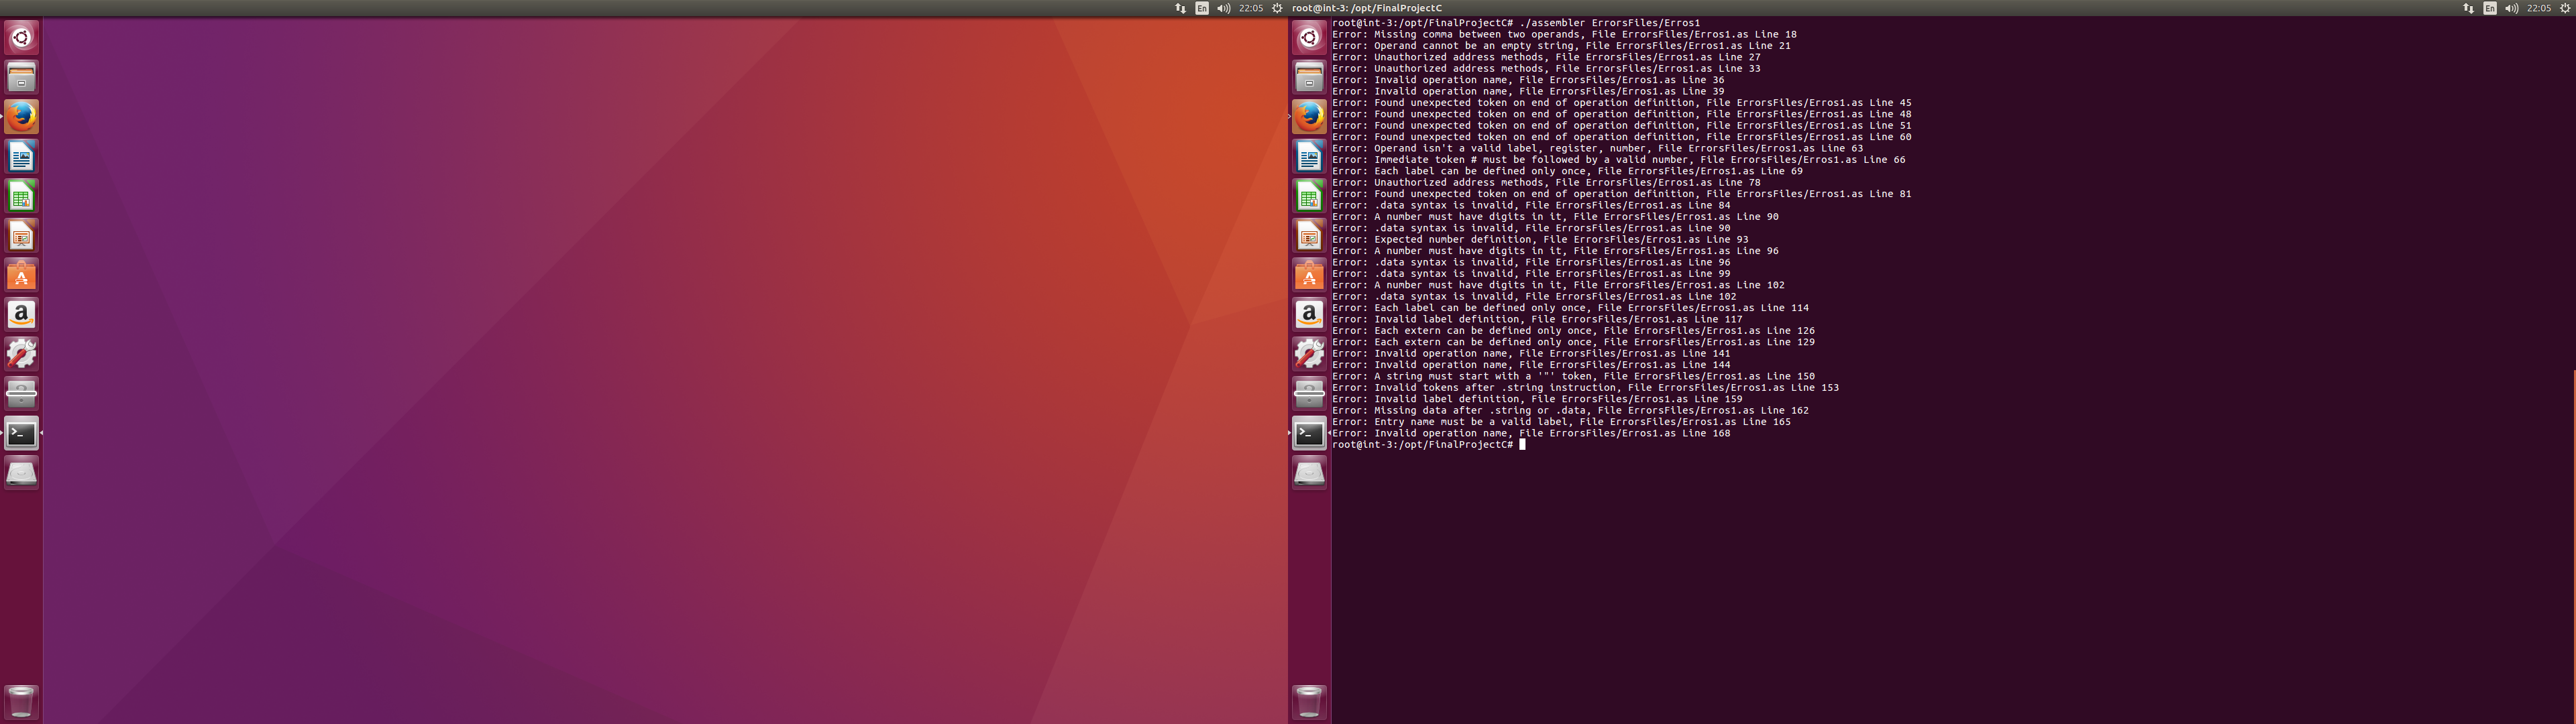 En 22:05
root@int-3: /opt/FinalProjectC En 22:05
root@int-3:/opt/FinalProjectC# ./assembler ErrorsFiles/Erros1
Error: Missing comma between two operands, File ErrorsFiles/Erros1.as Line 18
Error: Operand cannot be an empty string, File ErrorsFiles/Erros1.as Line 21
Error: Unauthorized address methods, File ErrorsFiles/Erros1.as Line 27
Error: Unauthorized address methods, File ErrorsFiles/Erros1.as Line 33
Error: Invalid operation name, File ErrorsFiles/Erros1.as Line 36
Error: Invalid operation name, File ErrorsFiles/Erros1.as Line 39
Error: Found unexpected token on end of operation definition, File ErrorsFiles/Erros1.as Line 45
Error: Found unexpected token on end of operation definition, File ErrorsFiles/Erros1.as Line 48
Error: Found unexpected token on end of operation definition, File ErrorsFiles/Erros1.as Line 51
Error: Found unexpected token on end of operation definition, File ErrorsFiles/Erros1.as Line 60
Error: Operand isn't a valid label, register, number, File ErrorsFiles/Erros1.as Line 63
Error: Immediate token # must be followed by a valid number, File ErrorsFiles/Erros1.as Line 66
Error: Each label can be defined only once, File ErrorsFiles/Erros1.as Line 69
Error: Unauthorized address methods, File ErrorsFiles/Erros1.as Line 78
Error: Found unexpected token on end of operation definition, File ErrorsFiles/Erros1.as Line 81
Error: .data syntax is invalid, File ErrorsFiles/Erros1.as Line 84
Error: A number must have digits in it, File ErrorsFiles/Erros1.as Line 90
Error: .data syntax is invalid, File ErrorsFiles/Erros1.as Line 90
Error: Expected number definition, File ErrorsFiles/Erros1.as Line 93
Error: A number must have digits in it, File ErrorsFiles/Erros1.as Line 96
Error: .data syntax is invalid, File ErrorsFiles/Erros1.as Line 96
Error: .data syntax is invalid, File ErrorsFiles/Erros1.as Line 99
Error: A number must have digits in it, File ErrorsFiles/Erros1.as Line 102
Error: .data syntax is invalid, File ErrorsFiles/Erros1.as Line 102
Error: Each label can be defined only once, File ErrorsFiles/Erros1.as Line 114
Error: Invalid label definition, File ErrorsFiles/Erros1.as Line 117
Error: Each extern can be defined only once, File ErrorsFiles/Erros1.as Line 126
Error: Each extern can be defined only once, File ErrorsFiles/Erros1.as Line 129
Error: Invalid operation name, File ErrorsFiles/Erros1.as Line 141
Error: Invalid operation name, File ErrorsFiles/Erros1.as Line 144
Error: A string must start with a '"' token, File ErrorsFiles/Erros1.as Line 150
Error: Invalid tokens after .string instruction, File ErrorsFiles/Erros1.as Line 153
Error: Invalid label definition, File ErrorsFiles/Erros1.as Line 159
Error: Missing data after .string or .data, File ErrorsFiles/Erros1.as Line 162
Error: Entry name must be a valid label, File ErrorsFiles/Erros1.as Line 165
Error: Invalid operation name, File ErrorsFiles/Erros1.as Line 168
root@int-3:/opt/FinalProjectC#